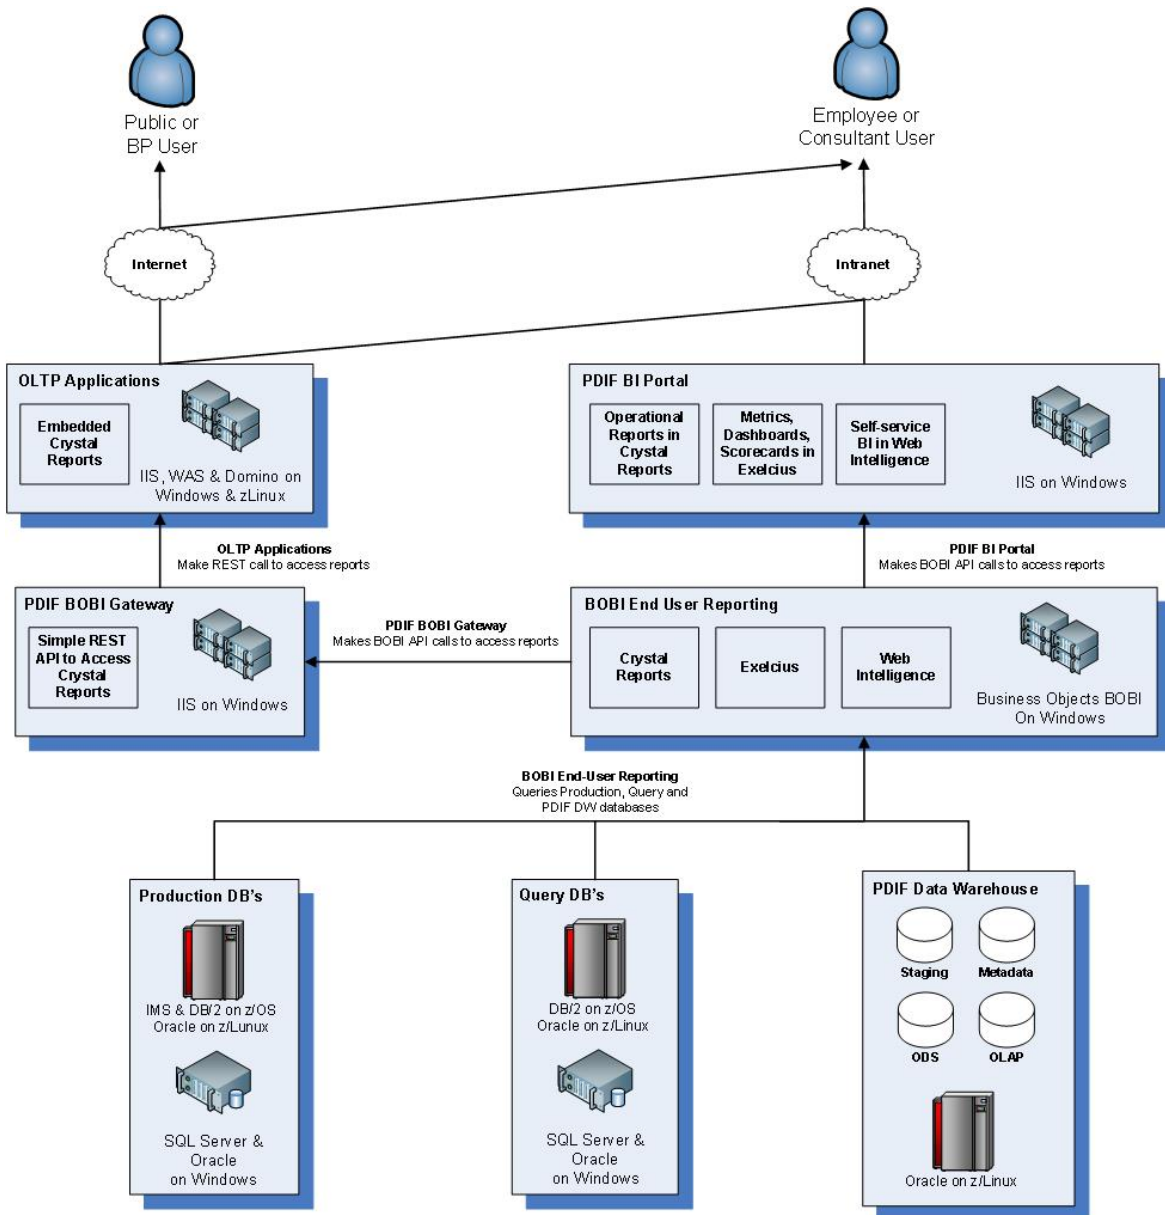 Public or
BP User
Employee or
Consultant User
Internet
Intranet
OLTP Applications
Embedded
Crystal
Reports
IIS, WAS & Domino on
Windows & zLinux
PDIF BI Portal
Operational
Reports in
Crystal
Reports
Metrics,
Dashboards,
Scorecards in
Exelcius
Self-service
BI in Web
Intelligence
IIS on Windows
OLTP Applications
Make REST call to access reports
PDIF BI Portal
Makes BOBI API calls to access reports
PDIF BOBI Gateway
Simple REST
API to Access
Crystal
Reports
IIS on Windows
PDIF BOBI Gateway
Makes BOBI API calls to access reports
BOBI End User Reporting
Crystal
Reports
Exelcius
Web
Intelligence
Business Objects BOBI
On Windows
BOBI End-User Reporting
Queries Production, Query and
PDIF DW databases
Production DB's
IMS & DB/2 on z/OS
Oracle on z/Lunux
SQL Server &
Oracle
on Windows
Query DB's
DB/2 on z/OS
Oracle on z/Linux
SQL Server &
Oracle
on Windows
PDIF Data Warehouse
Staging
Metadata
ODS
OLAP
Oracle on z/Linux